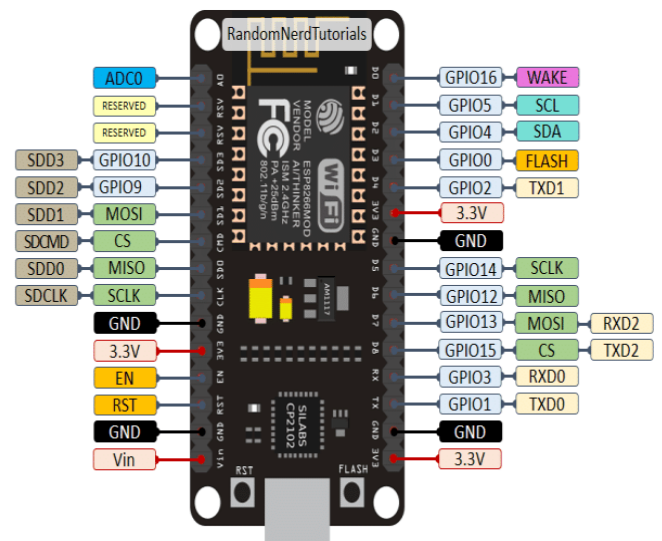 RandomNerdTutorials
ADC0
RESERVED
RESERVED
SDD3 GPIO10
SDD2 GPIO9
SDD1 MOSI
SDCMD CS
SDD0 MISO
SDCLK SCLK
GND
3.3V
EN
RST
GND
Vin
A0
RSV
RSV
SD3
SD2
SD1
CMD
SD0
CLK
GND
3V3
EN
RST
GND
Vin
MODEL
VENDOR
ESP8266MOD
AI/THINKER
ISM 2.4GHz
PA +25dBm
802.11b/g/n
FC
Wi Fi
AM1117
SILABS
CP2102
RST
FLASH
D0
D1
D2
D3
D4
3V3
GND
D5
D6
D7
D8
RX
TX
GND
3V3
GPIO16 WAKE
GPIO5 SCL
GPIO4 SDA
GPIO0 FLASH
GPIO2 TXD1
3.3V
GND
GPIO14 SCLK
GPIO12 MISO
GPIO13 MOSI RXD2
GPIO15 CS TXD2
GPIO3 RXD0
GPIO1 TXD0
GND
3.3V